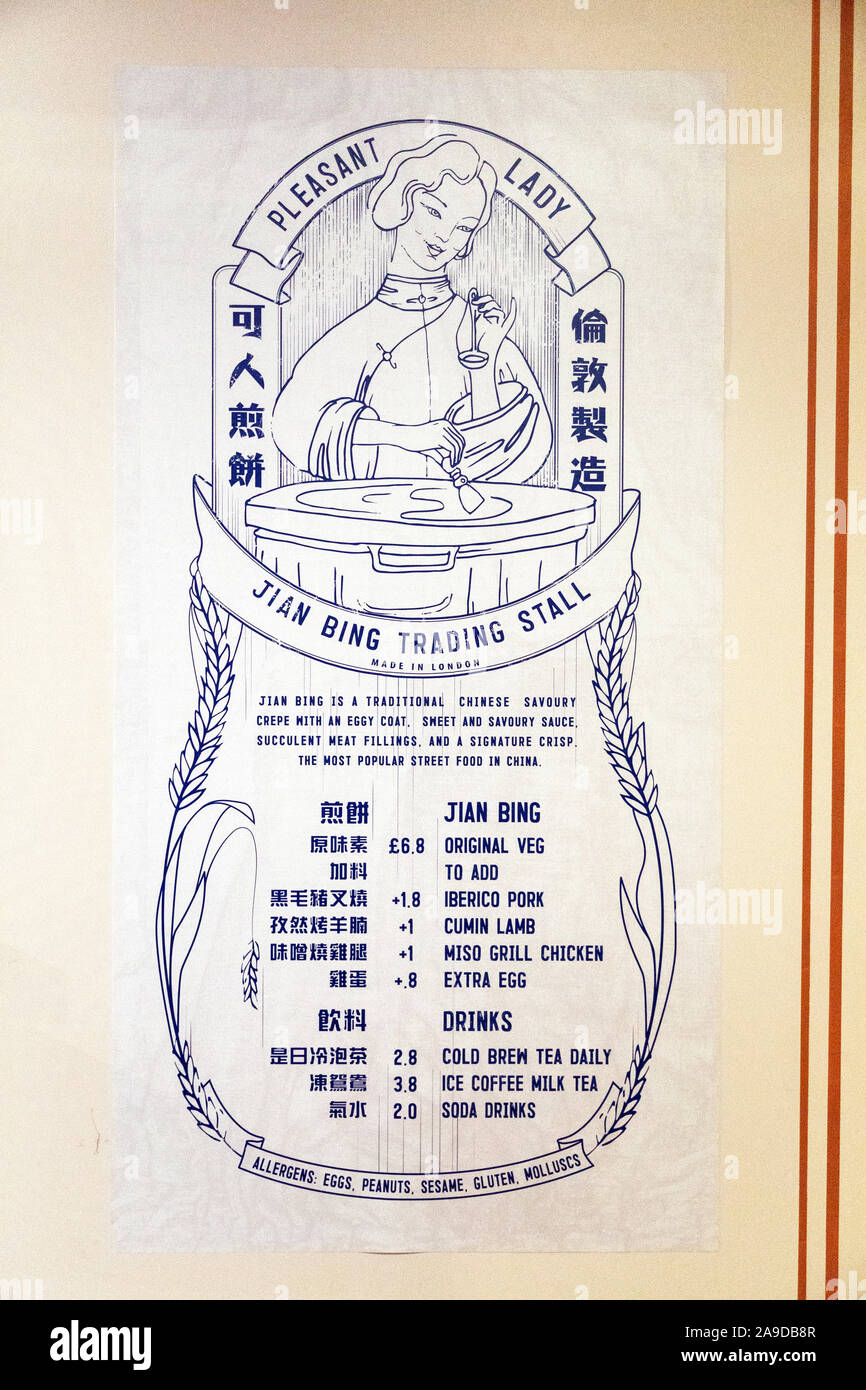 PLEASANT LADY
可人煎餅
倫敦製造
JIAN BING TRADING STALL
MADE IN LONDON
JIAN BING IS A TRADITIONAL CHINESE SAVOURY
CREPE WITH AN EGGY COAT, SWEET AND SAVOURY SAUCE,
SUCCULENT MEAT FILLINGS, AND A SIGNATURE CRISP.
THE MOST POPULAR STREET FOOD IN CHINA.
煎餅 JIAN BING
原味素 £6.8 ORIGINAL VEG
加料 TO ADD
黑毛豬叉燒 +1.8 IBERICO PORK
孜然烤羊腩 +1 CUMIN LAMB
味噌燒雞腿 +1 MISO GRILL CHICKEN
雞蛋 +.8 EXTRA EGG
飲料 DRINKS
是日冷泡茶 2.8 COLD BREW TEA DAILY
凍鴛鴦 3.8 ICE COFFEE MILK TEA
氣水 2.0 SODA DRINKS
ALLERGENS: EGGS, PEANUTS, SESAME, GLUTEN, MOLLUSCS
alamy
Image ID: 2A9DB8R
www.alamy.com